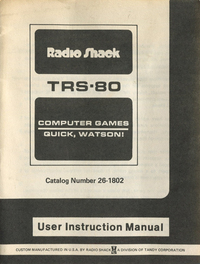 Radio Shack
TRS-80
COMPUTER GAMES
QUICK, WATSON!
Catalog Number 26-1802
User Instruction Manual
CUSTOM MANUFACTURED IN U.S.A. BY RADIO SHACK A DIVISION OF TANDY CORPORATION